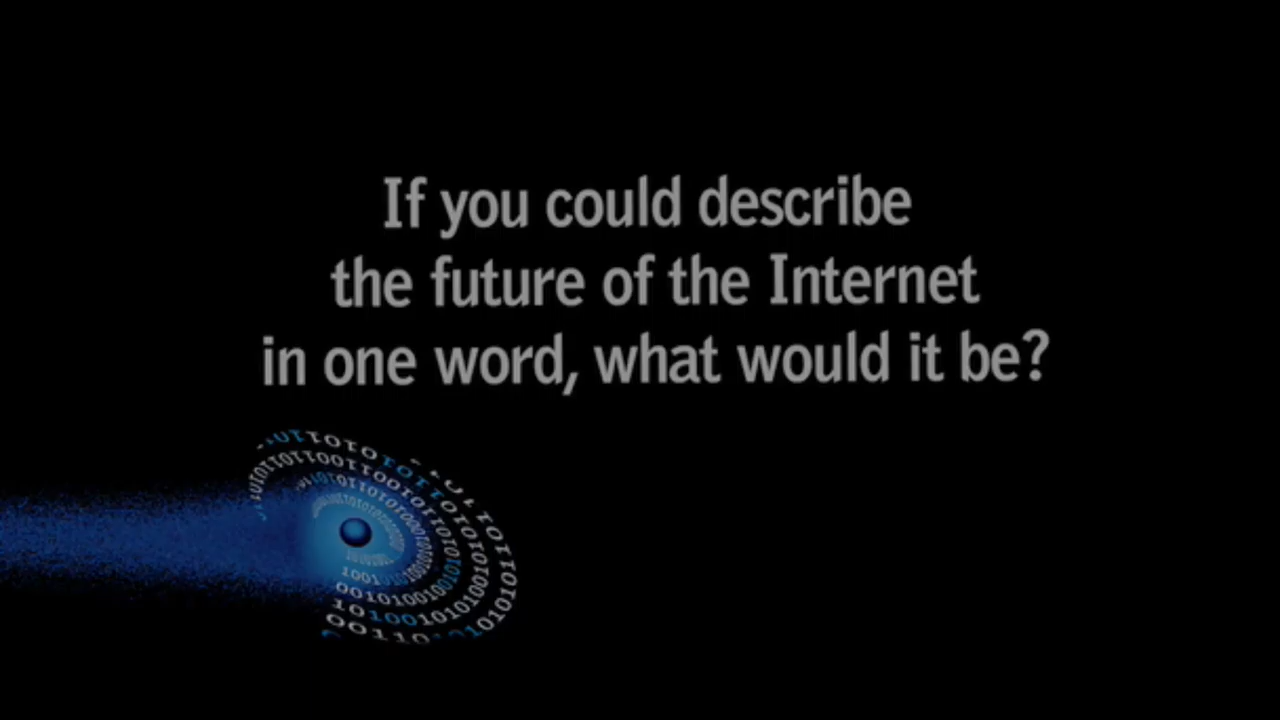 If you could describe
the future of the Internet
in one word, what would it be?